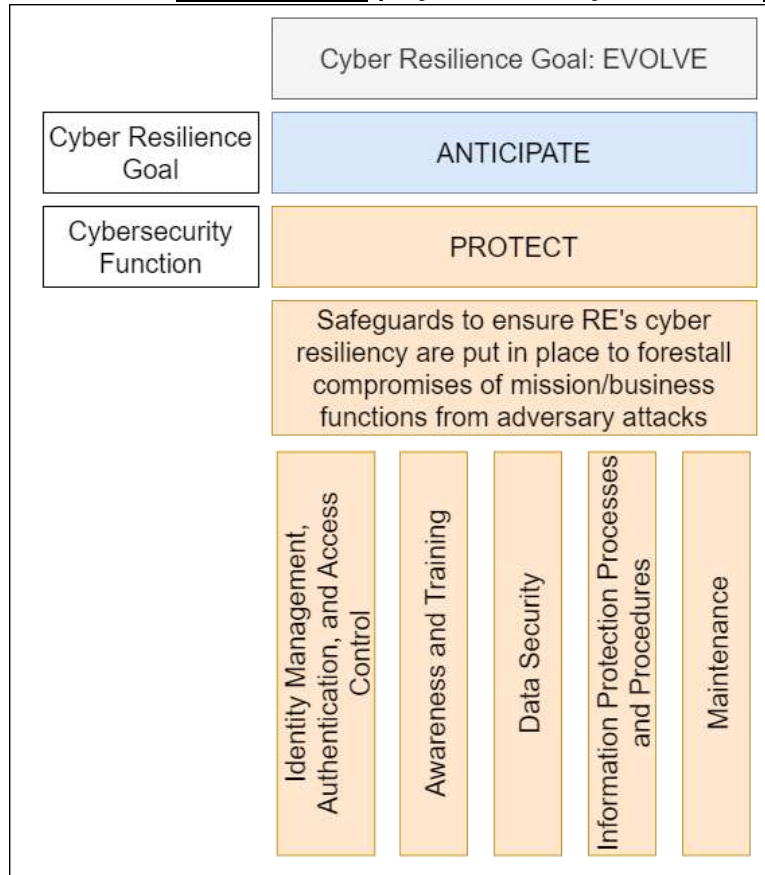 Cyber Resilience Goal: EVOLVE
Cyber Resilience
Goal
ANTICIPATE
Cybersecurity
Function
PROTECT
Safeguards to ensure RE's cyber
resiliency are put in place to forestall
compromises of mission/business
functions from adversary attacks
Identity Management,
Authentication, and Access
Control
Awareness and Training
Data Security
Information Protection Processes
and Procedures
Maintenance